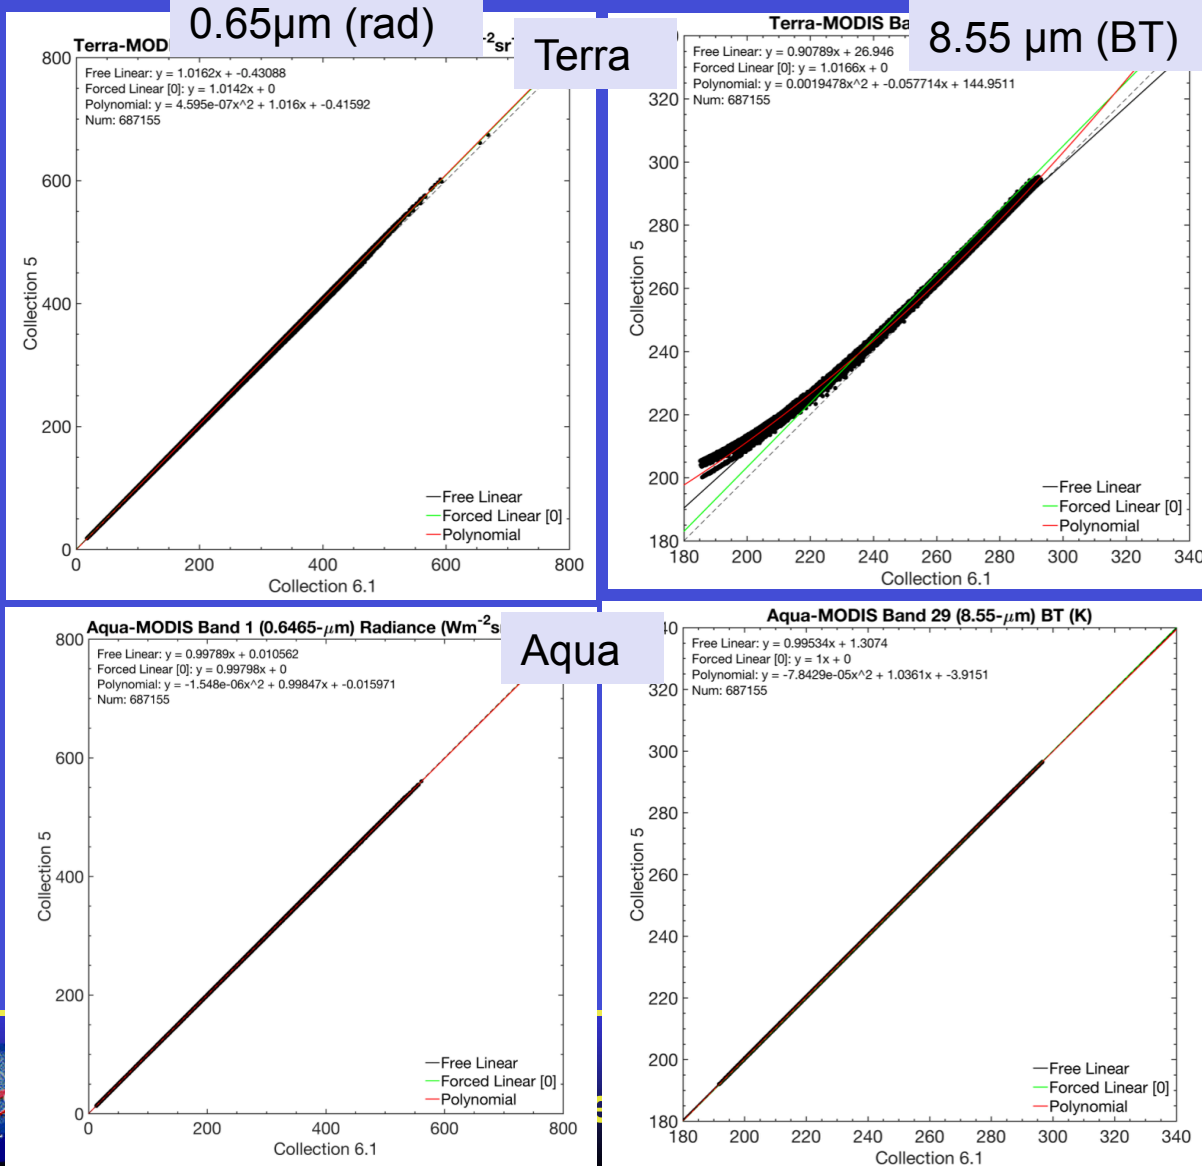 0.65µm (rad)
Terra
8.55 µm (BT)
Terra-MOD
-2sr
Free Linear: y = 1.0162x + -0.43088
Forced Linear [0]: y = 1.0142x + 0
Polynomial: y = 4.595e-07x^2 + 1.016x + -0.41592
Num: 687155
800
600
400
200
0
Collection 5
Free Linear
Forced Linear [0]
Polynomial
0 200 400 600 800
Collection 6.1
Terra-MODIS Ba
Free Linear: y = 0.90789x + 26.946
Forced Linear [0]: y = 1.0166x + 0
Polynomial: y = 0.0019478x^2 + -0.057714x + 144.9511
Num: 687155
320
300
280
260
240
220
200
180
Collection 5
Free Linear
Forced Linear [0]
Polynomial
180 200 220 240 260 280 300 320 340
Collection 6.1
Aqua
Aqua-MODIS Band 1 (0.6465-μm) Radiance (Wm-2s
Free Linear: y = 0.99789x + 0.010562
Forced Linear [0]: y = 0.99798x + 0
Polynomial: y = -1.548e-06x^2 + 0.99847x + -0.015971
Num: 687155
800
600
400
200
0
Collection 5
Free Linear
Forced Linear [0]
Polynomial
0 200 400 600 800
Collection 6.1
Aqua-MODIS Band 29 (8.55-μm) BT (K)
Free Linear: y = 0.99534x + 1.3074
Forced Linear [0]: y = 1x + 0
Polynomial: y = -7.8429e-05x^2 + 1.0361x + -3.9151
Num: 687155
40
320
300
280
260
240
220
200
180
Collection 5
Free Linear
Forced Linear [0]
Polynomial
180 200 220 240 260 280 300 320 340
Collection 6.1